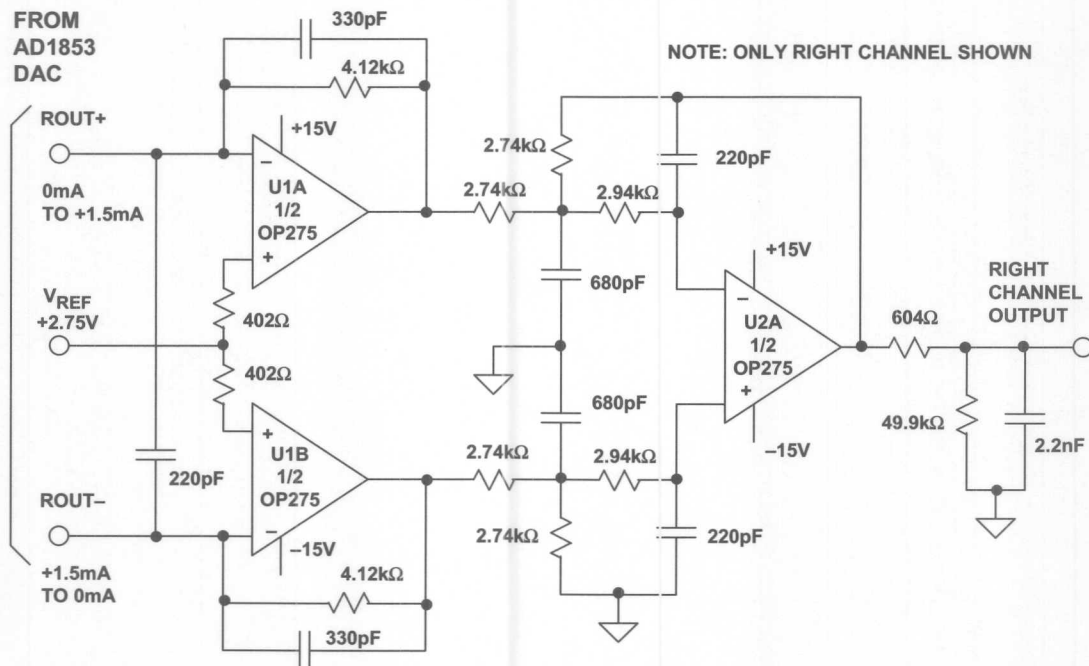 FROM
AD1853
DAC
330pF
4.12kΩ
NOTE: ONLY RIGHT CHANNEL SHOWN
ROUT+
+15V
2.74kΩ
220pF
0mA
TO +1.5mA
–
U1A
1/2
OP275
+
2.74kΩ
2.94kΩ
VREF
+2.75V
402Ω
680pF
+15V
–
U2A
1/2
OP275
+
–15V
RIGHT
CHANNEL
OUTPUT
604Ω
402Ω
680pF
49.9kΩ
2.2nF
220pF
+
U1B
1/2
OP275
–
2.74kΩ
2.94kΩ
ROUT–
–15V
2.74kΩ
220pF
+1.5mA
TO 0mA
4.12kΩ
330pF